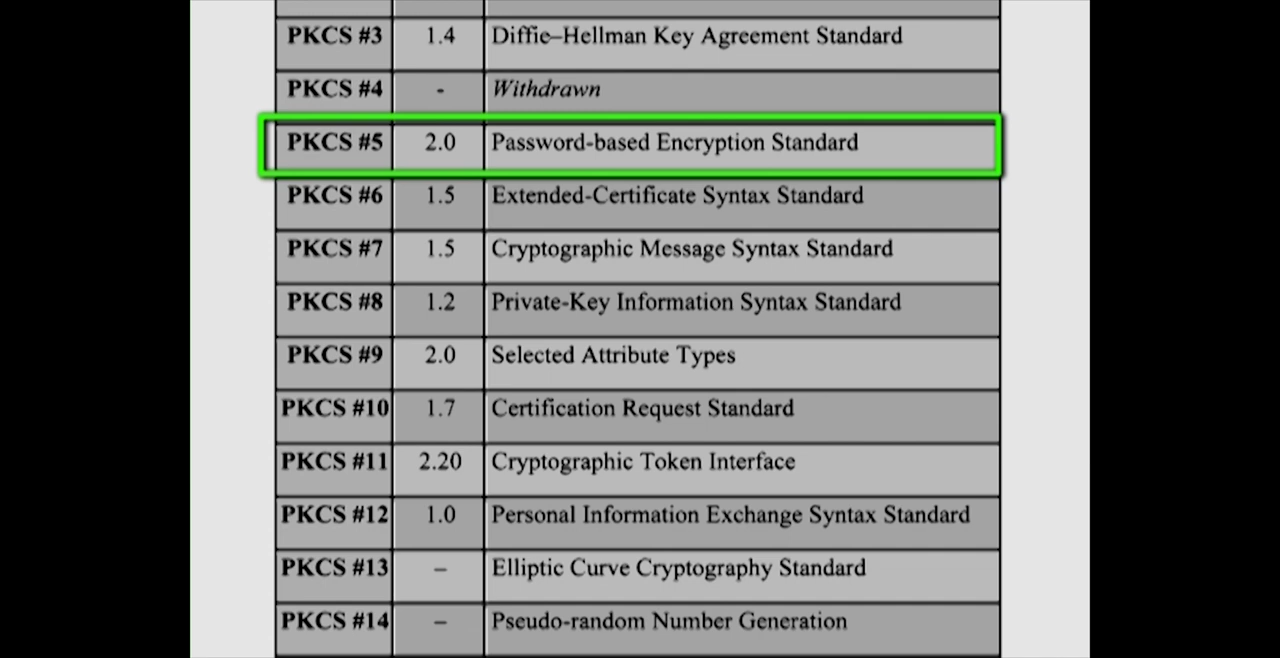 PKCS #3 1.4 Diffie–Hellman Key Agreement Standard
PKCS #4 - Withdrawn
PKCS #5 2.0 Password-based Encryption Standard
PKCS #6 1.5 Extended-Certificate Syntax Standard
PKCS #7 1.5 Cryptographic Message Syntax Standard
PKCS #8 1.2 Private-Key Information Syntax Standard
PKCS #9 2.0 Selected Attribute Types
PKCS #10 1.7 Certification Request Standard
PKCS #11 2.20 Cryptographic Token Interface
PKCS #12 1.0 Personal Information Exchange Syntax Standard
PKCS #13 – Elliptic Curve Cryptography Standard
PKCS #14 – Pseudo-random Number Generation